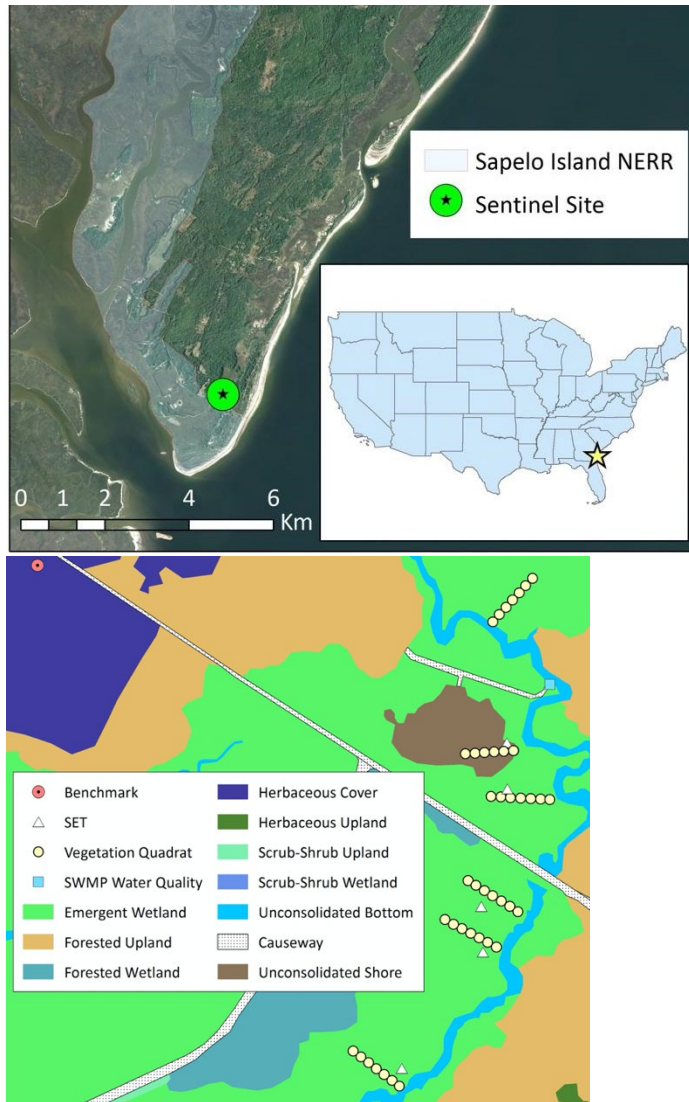 Sapelo Island NERR
Sentinel Site
0 1 2 4 6
Km
Benchmark
SET
Vegetation Quadrat
SWMP Water Quality
Emergent Wetland
Forested Upland
Forested Wetland
Herbaceous Cover
Herbaceous Upland
Scrub-Shrub Upland
Scrub-Shrub Wetland
Unconsolidated Bottom
Causeway
Unconsolidated Shore